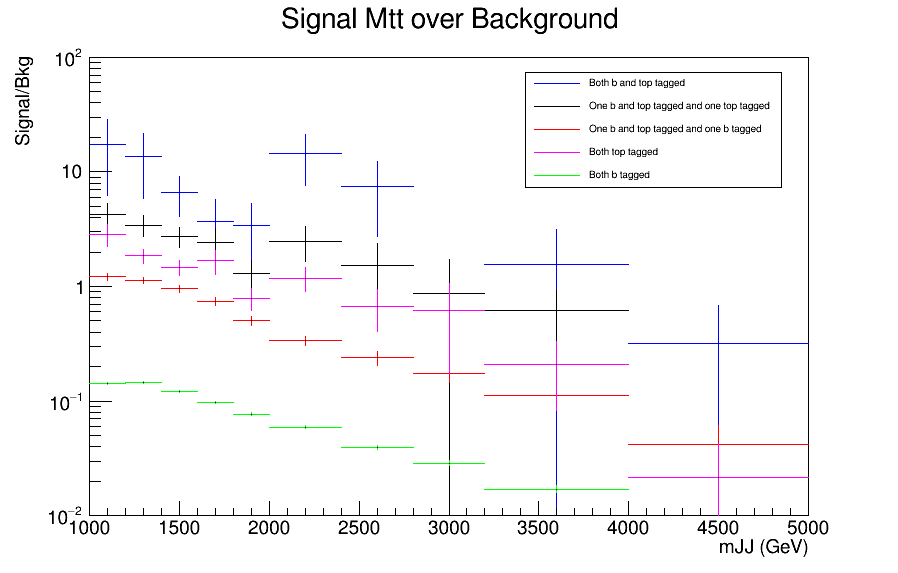 Signal Mtt over Background
Signal/Bkg
10²
10
1
10⁻¹
10⁻²
Both b and top tagged
One b and top tagged and one top tagged
One b and top tagged and one b tagged
Both top tagged
Both b tagged
1000 1500 2000 2500 3000 3500 4000 4500 5000
mJJ (GeV)